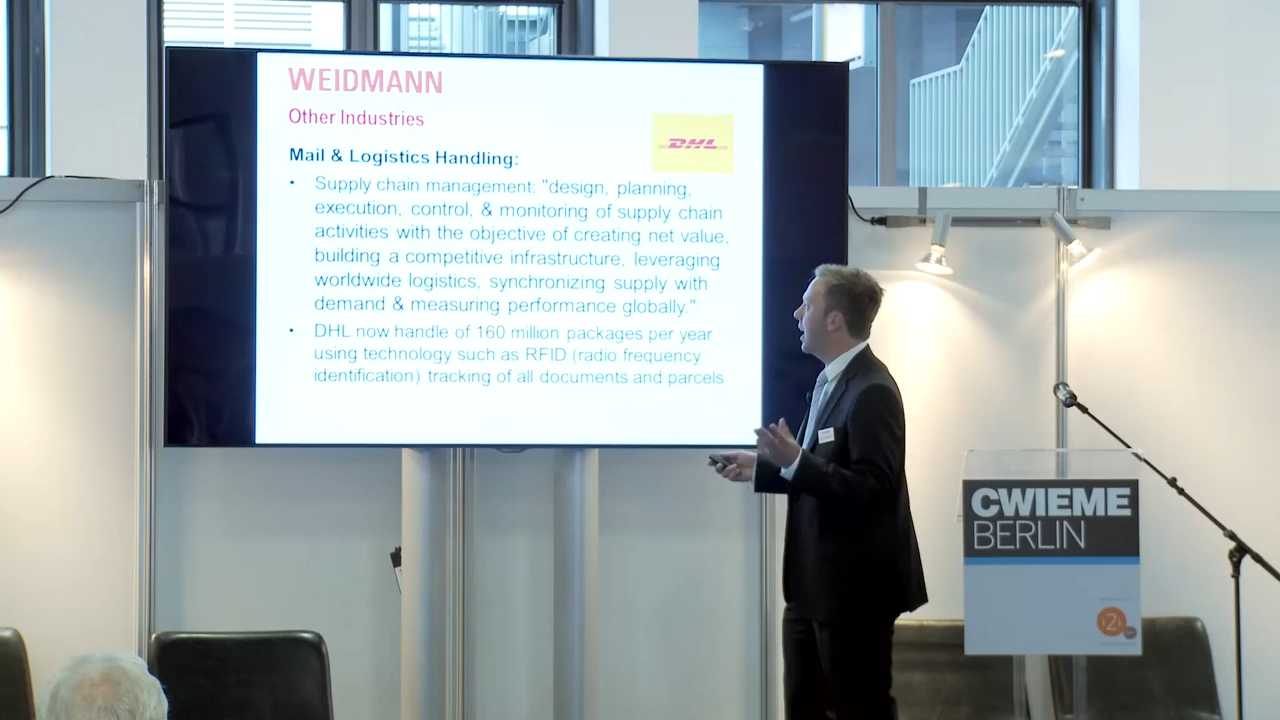 WEIDMANN
Other Industries
DHL
Mail & Logistics Handling:
• Supply chain management: "design, planning,
execution, control, & monitoring of supply chain
activities with the objective of creating net value,
building a competitive infrastructure, leveraging
worldwide logistics, synchronizing supply with
demand & measuring performance globally."
• DHL now handle of 160 million packages per year
using technology such as RFID (radio frequency
identification) tracking of all documents and parcels
CWIEME
BERLIN
i2i